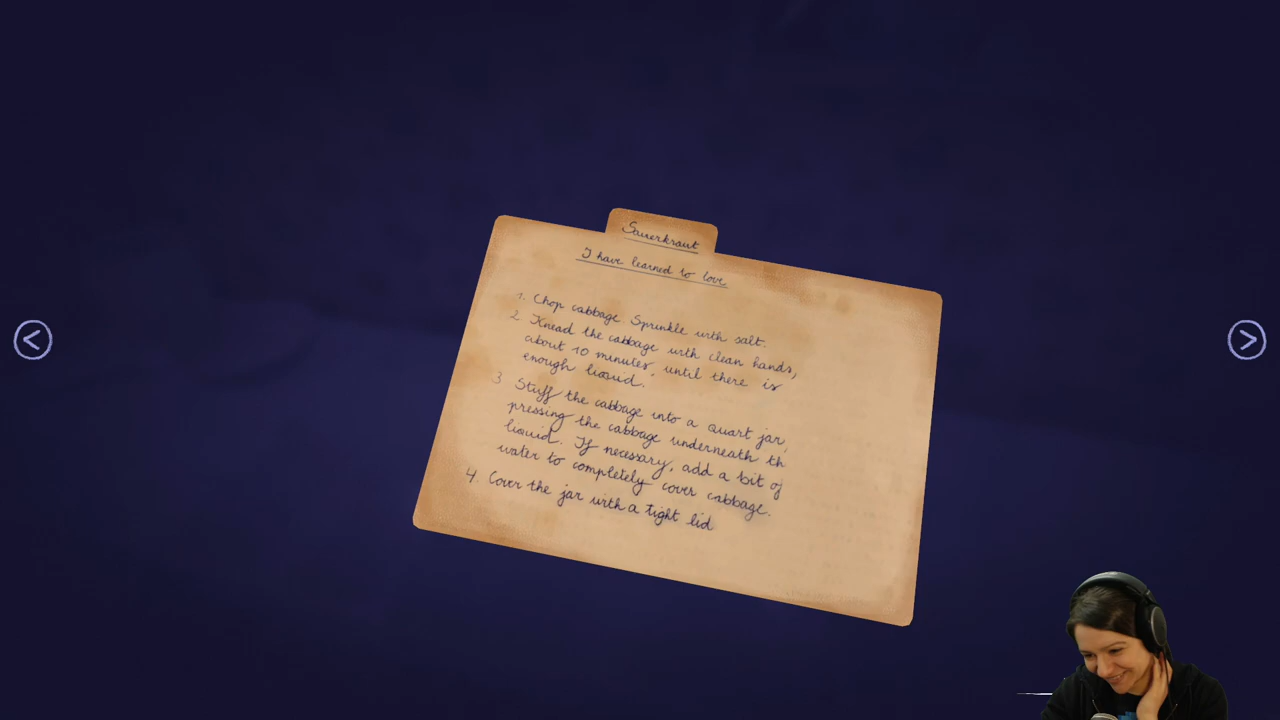 Sauerkraut
I have learned to love
1. Chop cabbage. Sprinkle with salt.
2 Knead the cabbage with clean hands,
about 10 minutes, until there is
enough liquid.
3 Stuff the cabbage into a quart jar,
pressing the cabbage underneath th
liquid. If necessary, add a bit of
water to completely cover cabbage.
4. Cover the jar with a tight lid